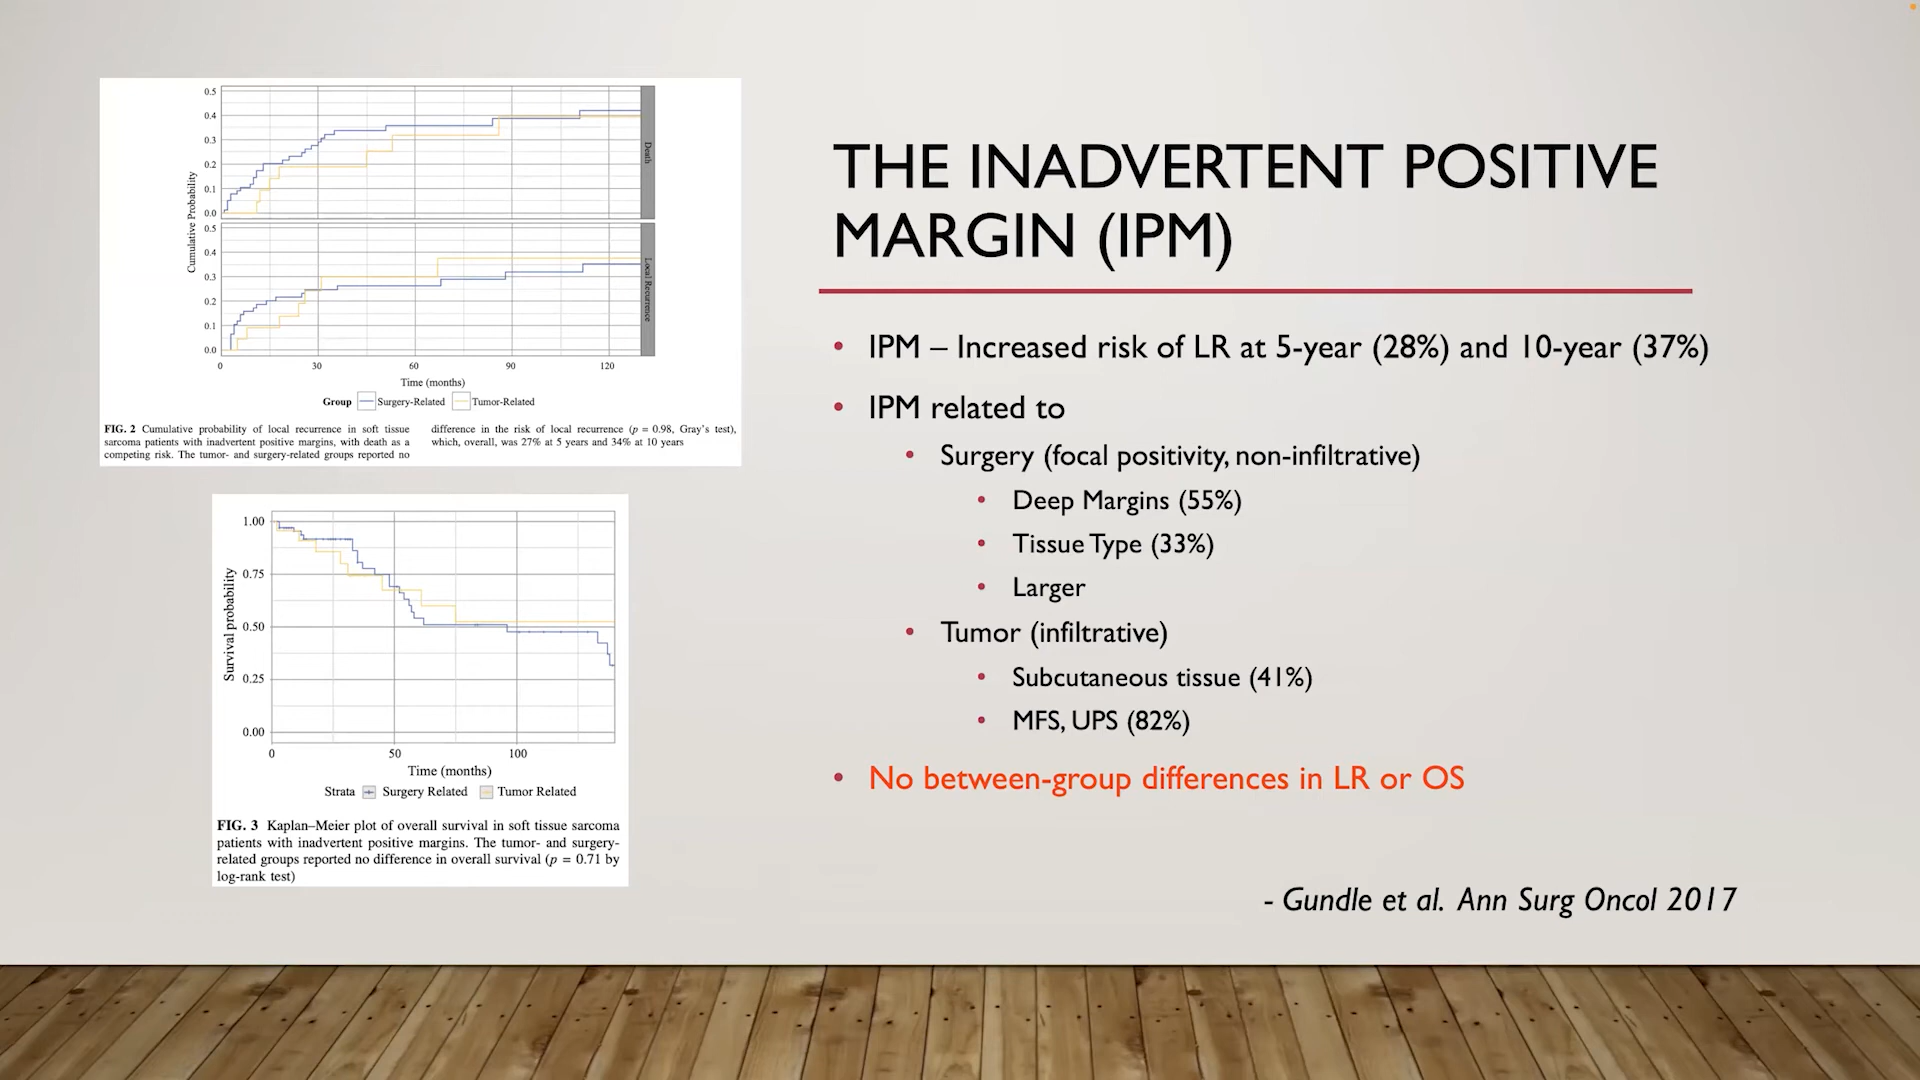 0.5
0.4
0.3
0.2
0.1
0.0
Death
0.5
0.4
0.3
0.2
0.1
0.0
Local Recurrence
Cumulative Probability
0 30 60 90 120
Time (months)
Group Surgery-Related Tumor-Related
FIG. 2 Cumulative probability of local recurrence in soft tissue
sarcoma patients with inadvertent positive margins, with death as a
competing risk. The tumor- and surgery-related groups reported no
difference in the risk of local recurrence (p = 0.98, Gray's test),
which, overall, was 27% at 5 years and 34% at 10 years
1.00
0.75
0.50
0.25
0.00
Survival probability
0 50 100
Time (months)
Strata Surgery Related Tumor Related
FIG. 3 Kaplan–Meier plot of overall survival in soft tissue sarcoma
patients with inadvertent positive margins. The tumor- and surgery-
related groups reported no difference in overall survival (p = 0.71 by
log-rank test)
THE INADVERTENT POSITIVE
MARGIN (IPM)
• IPM – Increased risk of LR at 5-year (28%) and 10-year (37%)
• IPM related to
• Surgery (focal positivity, non-infiltrative)
• Deep Margins (55%)
• Tissue Type (33%)
• Larger
• Tumor (infiltrative)
• Subcutaneous tissue (41%)
• MFS, UPS (82%)
• No between-group differences in LR or OS
- Gundle et al. Ann Surg Oncol 2017